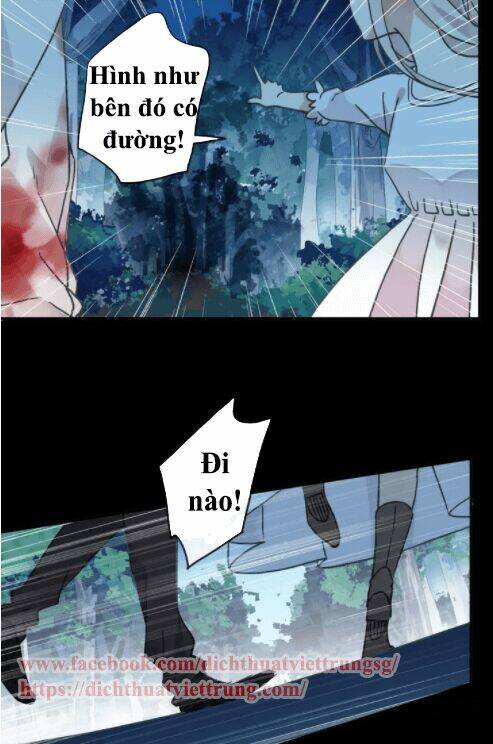 Hình như
bên đó có
đường!
Đi
nào!
www.facebook.com/dichthuatviettrungsg/
https://dichthuatviettrung.com/